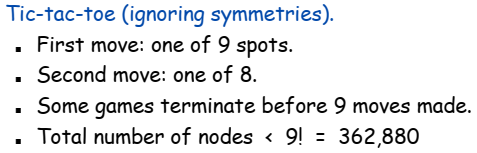 Tic-tac-toe (ignoring symmetries).
▪ First move: one of 9 spots.
▪ Second move: one of 8.
▪ Some games terminate before 9 moves made.
▪ Total number of nodes < 9! = 362,880